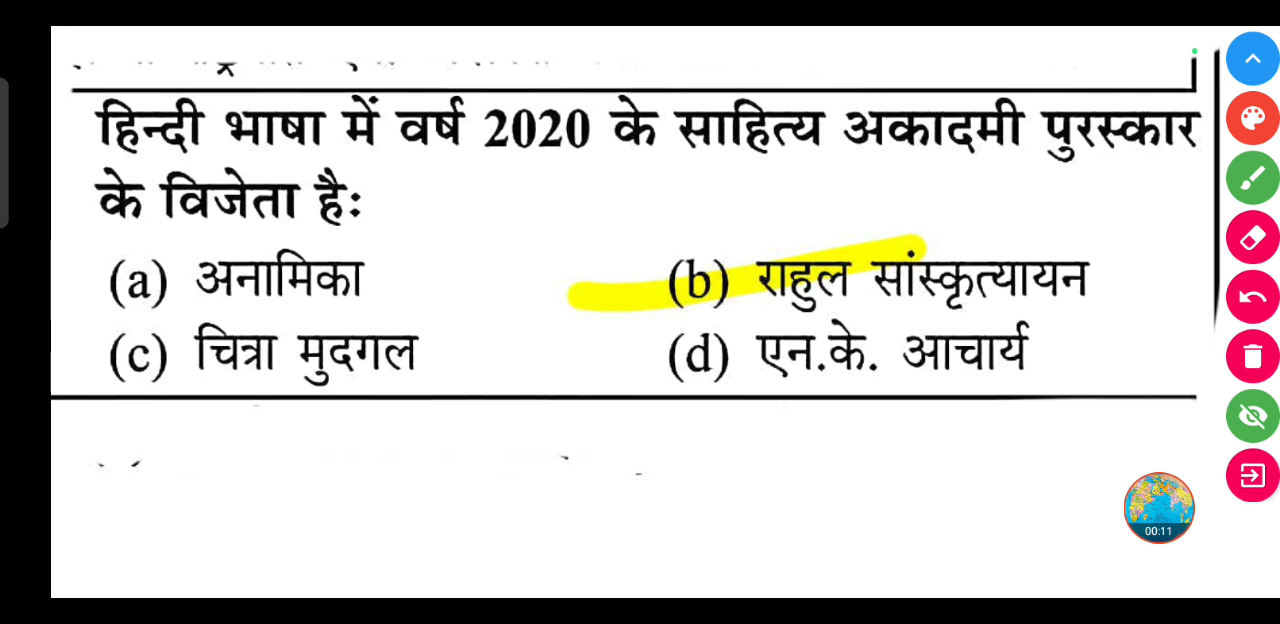 हिन्दी भाषा में वर्ष 2020 के साहित्य अकादमी पुरस्कार
के विजेता है:
(a) अनामिका (b) राहुल सांस्कृत्यायन
(c) चित्रा मुदगल (d) एन.के. आचार्य
00:11